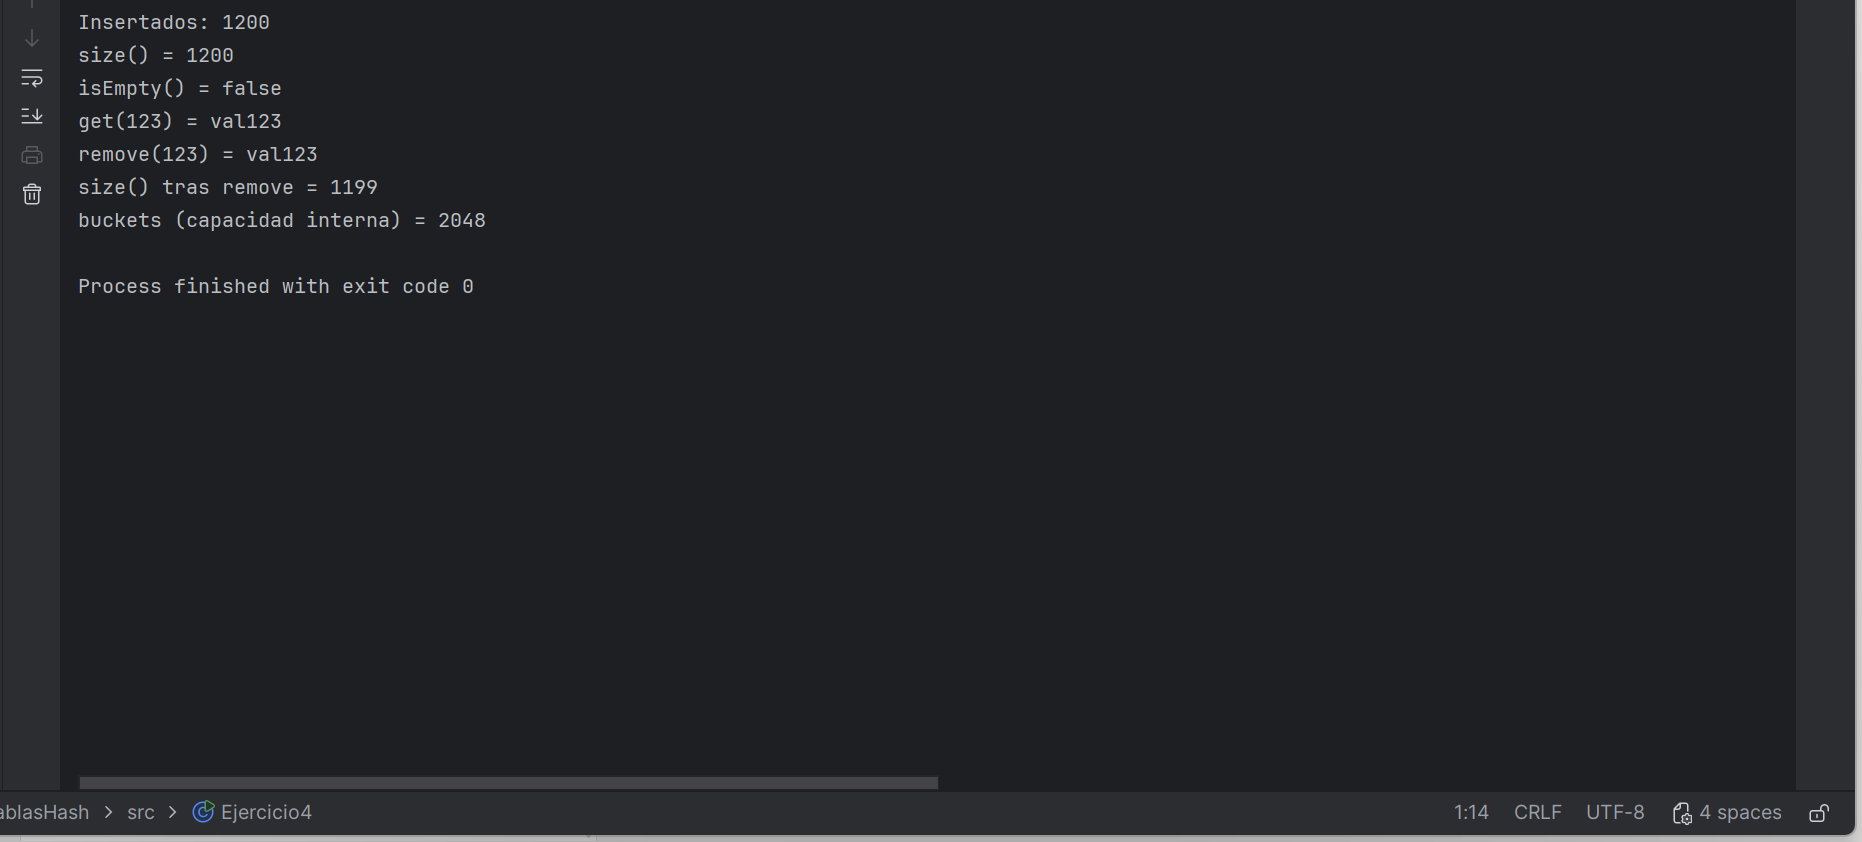 Insertados: 1200
size() = 1200
isEmpty() = false
get(123) = val123
remove(123) = val123
size() tras remove = 1199
buckets (capacidad interna) = 2048
Process finished with exit code 0
ablasHash > src > Ejercicio4 1:14 CRLF UTF-8 4 spaces